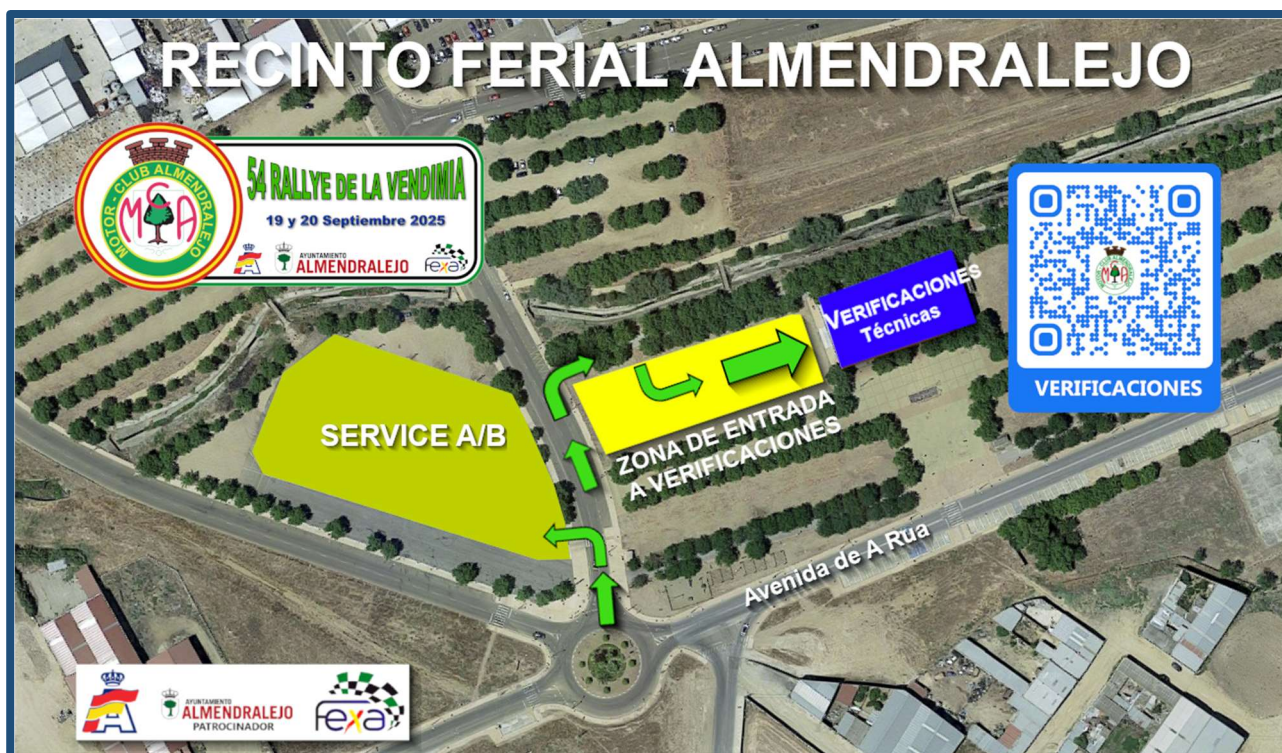 RECINTO FERIAL ALMENDRALEJO
MOTOR - CLUB ALMENDRALEJO
MCA
54 RALLYE DE LA VENDIMIA
19 y 20 Septiembre 2025
AYUNTAMIENTO
ALMENDRALEJO
fexa
VERIFICACIONES
Técnicas
VERIFICACIONES
SERVICE A/B
ZONA DE ENTRADA
A VERIFICACIONES
Avenida de A Rua
AYUNTAMIENTO
ALMENDRALEJO
PATROCINADOR
fexa